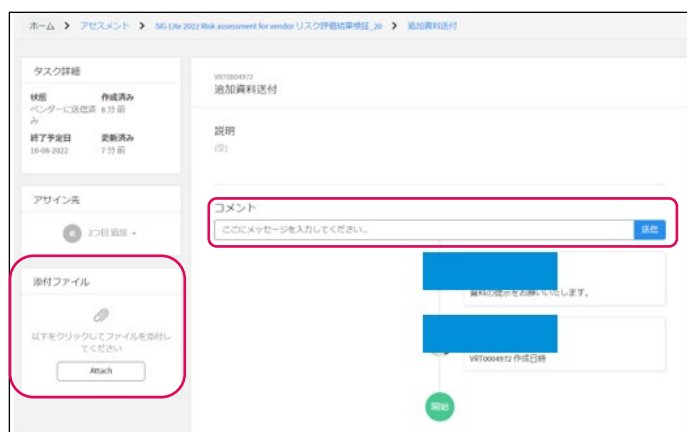 ホーム > アセスメント > SIG Lite 2022 Risk assessment for vendor リスク評価結果検証_20 > 追加資料送付
タスク詳細
状態 作成済み
ベンダーに送信済み 8分前
終了予定日 更新済み
10-06-2022 7分前
アサイン先
2つ目追加
添付ファイル
以下をクリックしてファイルを添付し
てください
Attach
VRT0004972
追加資料送付
説明
(空)
コメント
ここにメッセージを入力してください... 送信
資料の提示をお願いいたします。
VRT0004972 作成日時
開始